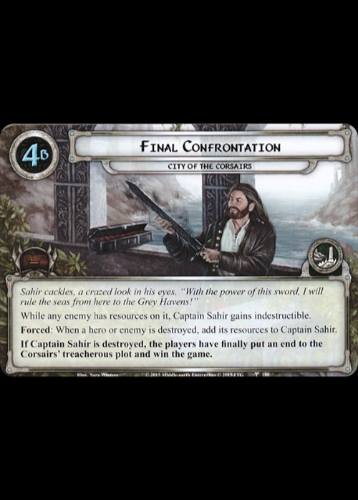 4B
Final Confrontation
City of the Corsairs
Sahir cackles, a crazed look in his eyes. "With the power of this sword, I will
rule the seas from here to the Grey Havens!"
While any enemy has resources on it, Captain Sahir gains indestructible.
Forced: When a hero or enemy is destroyed, add its resources to Captain Sahir.
If Captain Sahir is destroyed, the players have finally put an end to the
Corsairs' treacherous plot and win the game.